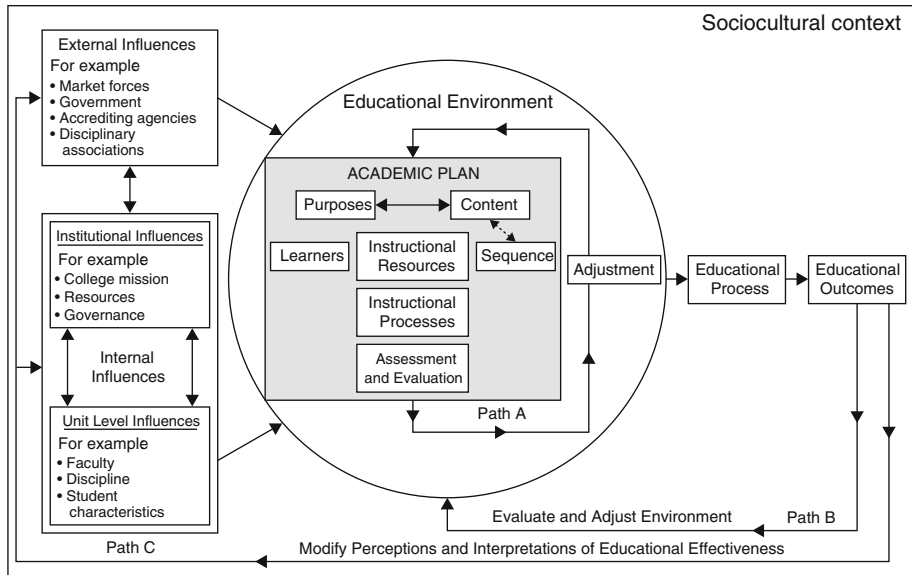 Sociocultural context
External Influences
For example
• Market forces
• Government
• Accrediting agencies
• Disciplinary
associations
Institutional Influences
For example
• College mission
• Resources
• Governance
Internal
Influences
Unit Level Influences
For example
• Faculty
• Discipline
• Student
characteristics
Educational Environment
ACADEMIC PLAN
Purposes
Content
Learners
Instructional
Resources
Sequence
Instructional
Processes
Assessment
and Evaluation
Path A
Adjustment
Educational
Process
Educational
Outcomes
Evaluate and Adjust Environment
Path B
Path C
Modify Perceptions and Interpretations of Educational Effectiveness